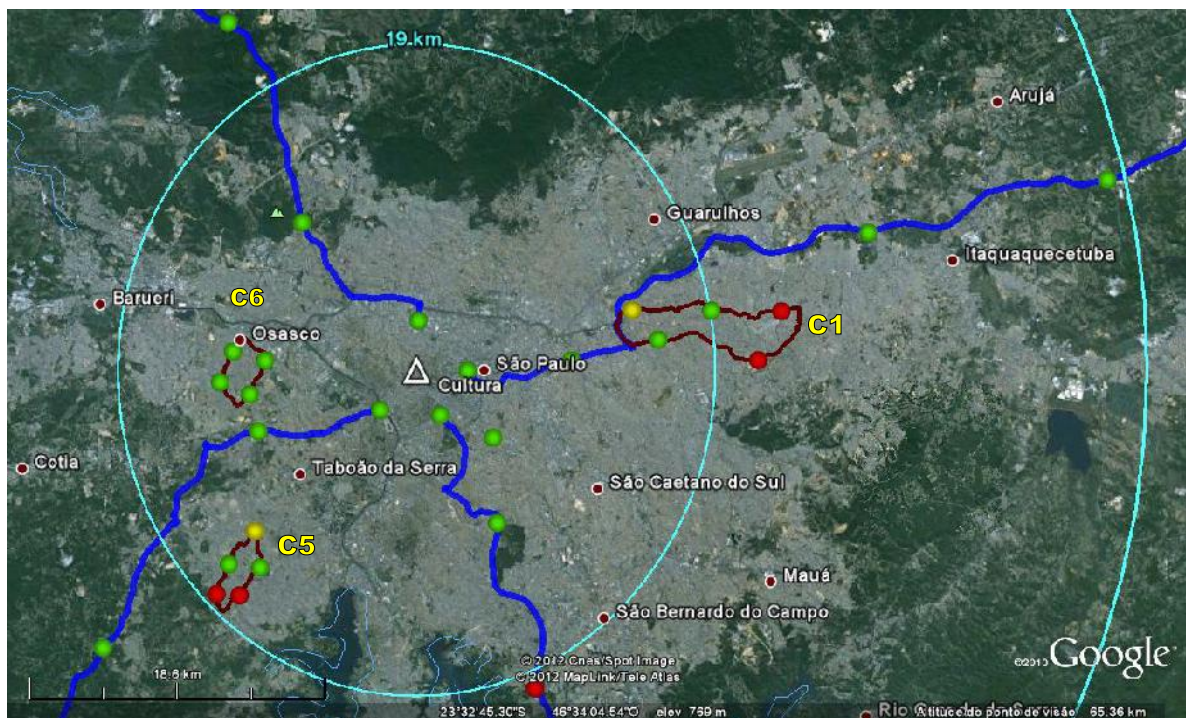 19 km
Arujá
Guarulhos
Itaquaquecetuba
Barueri
C6
Osasco
C1
São Paulo
Cultura
Cotia
Taboão da Serra
São Caetano do Sul
C5
Mauá
São Bernardo do Campo
©2010 Google
© 2012 Cnes/Spot Image
© 2012 MapLink/Tele Atlas
18.6 km
23°32'45.30"S 46°34'04.54"O elev 769 m
Altitude do ponto de visão 65.36 km